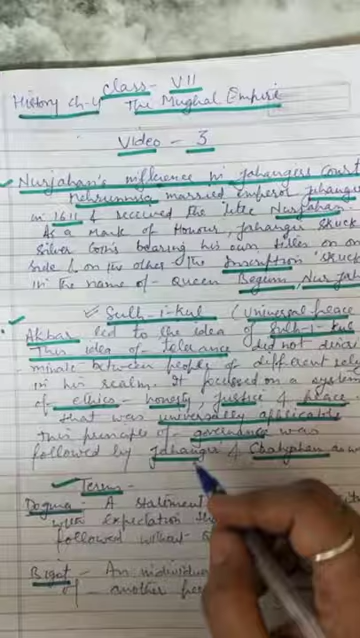 class- VII
History ch-4 The Mughal Empire
Video - 3
Nurjahan's influence in Jahangir's Court
Mehrunnisa married emperor Jahangir
in 1611 & received the title Nurjahan
As a mark of Honour, Jahangir struck
Silver Coins bearing his own titles on one
side & on the other the Inscription 'struck
in the name of - Queen Begum, Nur Jah
Sulh-i-kul (Universal peace
Akbar led to the idea of Sulh-i-kul
This idea of tolerance did not discri
minate between people of different reli
in his realm. It focused on a system
of - ethics - honesty, justice & peace
that was universally applicable
this principle of - governance was
followed by Jahangir & Shahjahan as w
Terms
Dogma: A statement
with expectation th
followed without
Bigot - An individual
of - another